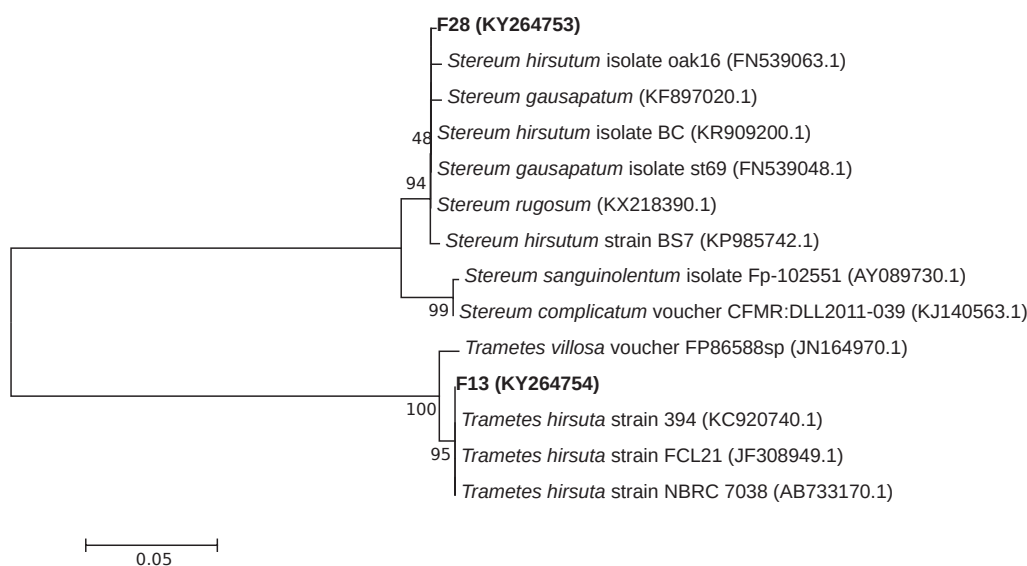 F28 (KY264753)
Stereum hirsutum isolate oak16 (FN539063.1)
Stereum gausapatum (KF897020.1)
48
Stereum hirsutum isolate BC (KR909200.1)
Stereum gausapatum isolate st69 (FN539048.1)
94
Stereum rugosum (KX218390.1)
Stereum hirsutum strain BS7 (KP985742.1)
Stereum sanguinolentum isolate Fp-102551 (AY089730.1)
99
Stereum complicatum voucher CFMR:DLL2011-039 (KJ140563.1)
Trametes villosa voucher FP86588sp (JN164970.1)
F13 (KY264754)
100
Trametes hirsuta strain 394 (KC920740.1)
95
Trametes hirsuta strain FCL21 (JF308949.1)
Trametes hirsuta strain NBRC 7038 (AB733170.1)
0.05